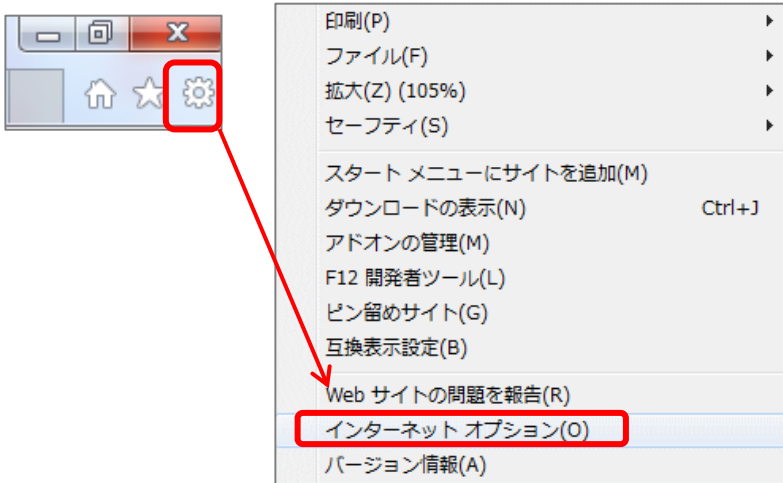 印刷(P)
ファイル(F)
拡大(Z) (105%)
セーフティ(S)
スタート メニューにサイトを追加(M)
ダウンロードの表示(N) Ctrl+J
アドオンの管理(M)
F12 開発者ツール(L)
ピン留めサイト(G)
互換表示設定(B)
Web サイトの問題を報告(R)
インターネット オプション(O)
バージョン情報(A)